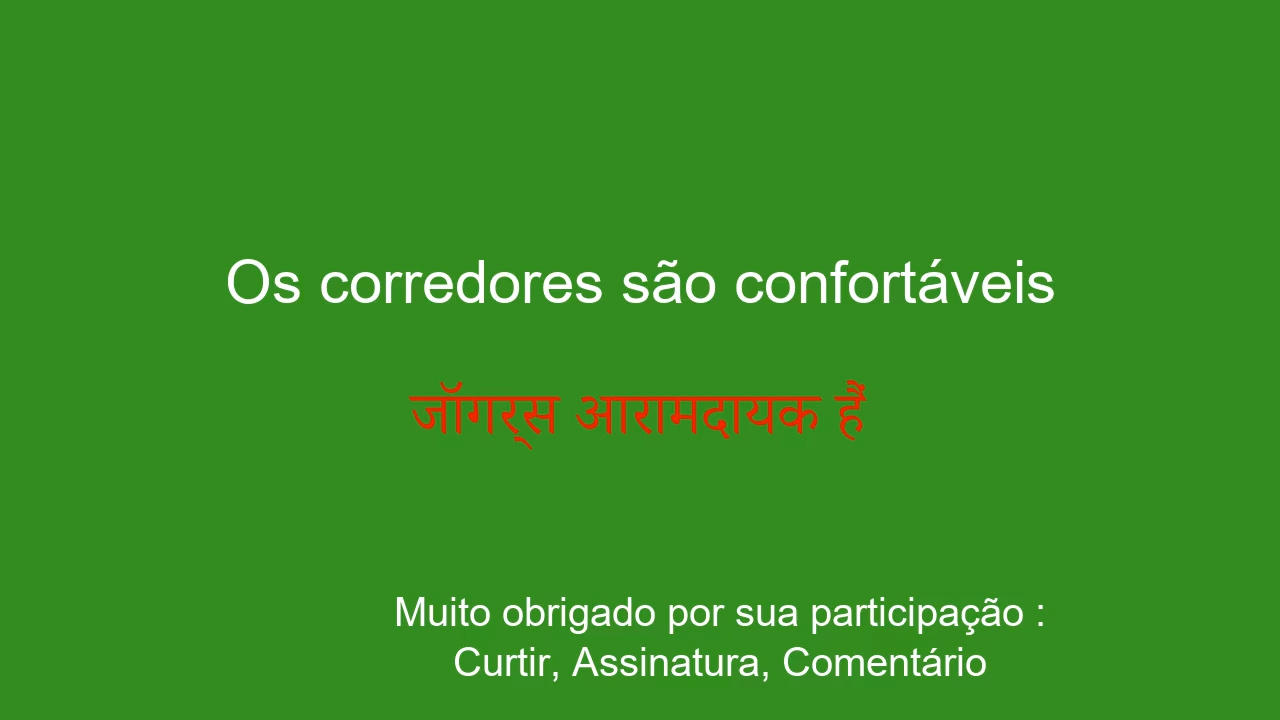 Os corredores são confortáveis
जॉगर्स आरामदायक हैं
Muito obrigado por sua participação :
Curtir, Assinatura, Comentário